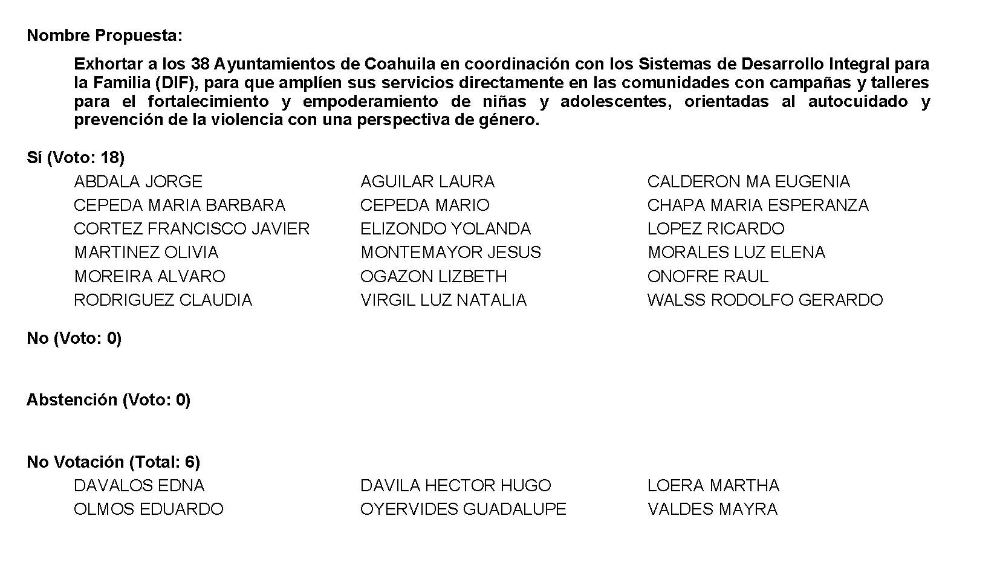 Nombre Propuesta:
Exhortar a los 38 Ayuntamientos de Coahuila en coordinación con los Sistemas de Desarrollo Integral para
la Familia (DIF), para que amplíen sus servicios directamente en las comunidades con campañas y talleres
para el fortalecimiento y empoderamiento de niñas y adolescentes, orientadas al autocuidado y
prevención de la violencia con una perspectiva de género.
Sí (Voto: 18)
ABDALA JORGE AGUILAR LAURA CALDERON MA EUGENIA
CEPEDA MARIA BARBARA CEPEDA MARIO CHAPA MARIA ESPERANZA
CORTEZ FRANCISCO JAVIER ELIZONDO YOLANDA LOPEZ RICARDO
MARTINEZ OLIVIA MONTEMAYOR JESUS MORALES LUZ ELENA
MOREIRA ALVARO OGAZON LIZBETH ONOFRE RAUL
RODRIGUEZ CLAUDIA VIRGIL LUZ NATALIA WALSS RODOLFO GERARDO
No (Voto: 0)
Abstención (Voto: 0)
No Votación (Total: 6)
DAVALOS EDNA DAVILA HECTOR HUGO LOERA MARTHA
OLMOS EDUARDO OYERVIDES GUADALUPE VALDES MAYRA